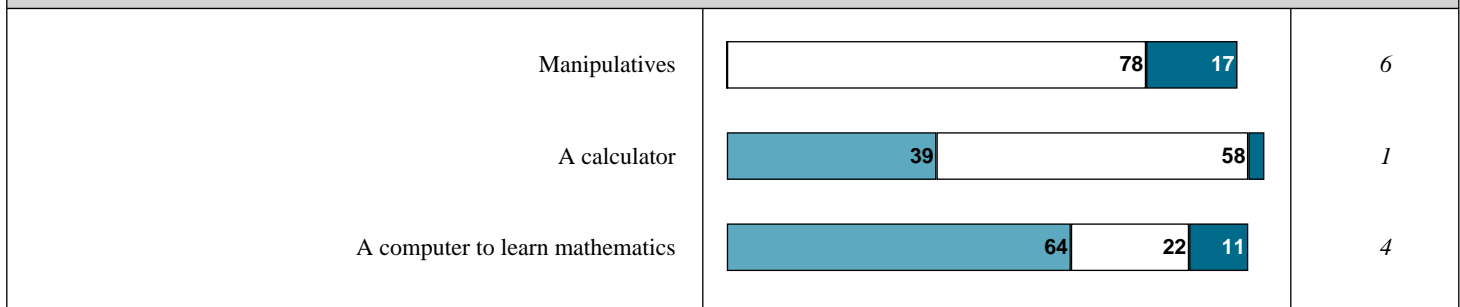 Manipulatives 78 17 6
A calculator 39 58 1
A computer to learn mathematics 64 22 11 4